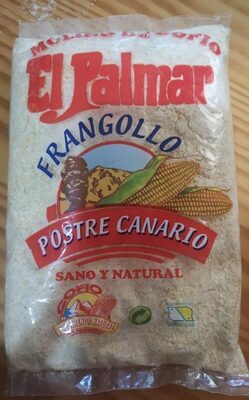 MOLINO DE GOFIO
El Palmar
FRANGOLLO
POSTRE CANARIO
SANO Y NATURAL
GOFIO